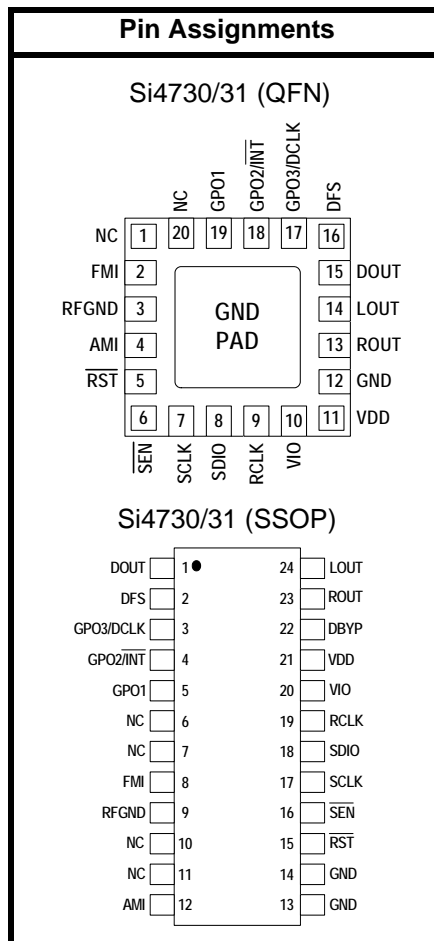 Pin Assignments
Si4730/31 (QFN)
NC
GPO1
GPO2/INT
GPO3/DCLK
DFS
NC 1 20 19 18 17 16
FMI 2 15 DOUT
RFGND 3 14 LOUT
GND
PAD
AMI 4 13 ROUT
RST 5 12 GND
6 7 8 9 10 11 VDD
SEN
SCLK
SDIO
RCLK
VIO
Si4730/31 (SSOP)
DOUT 1 24 LOUT
DFS 2 23 ROUT
GPO3/DCLK 3 22 DBYP
GPO2/INT 4 21 VDD
GPO1 5 20 VIO
NC 6 19 RCLK
NC 7 18 SDIO
FMI 8 17 SCLK
RFGND 9 16 SEN
NC 10 15 RST
NC 11 14 GND
AMI 12 13 GND